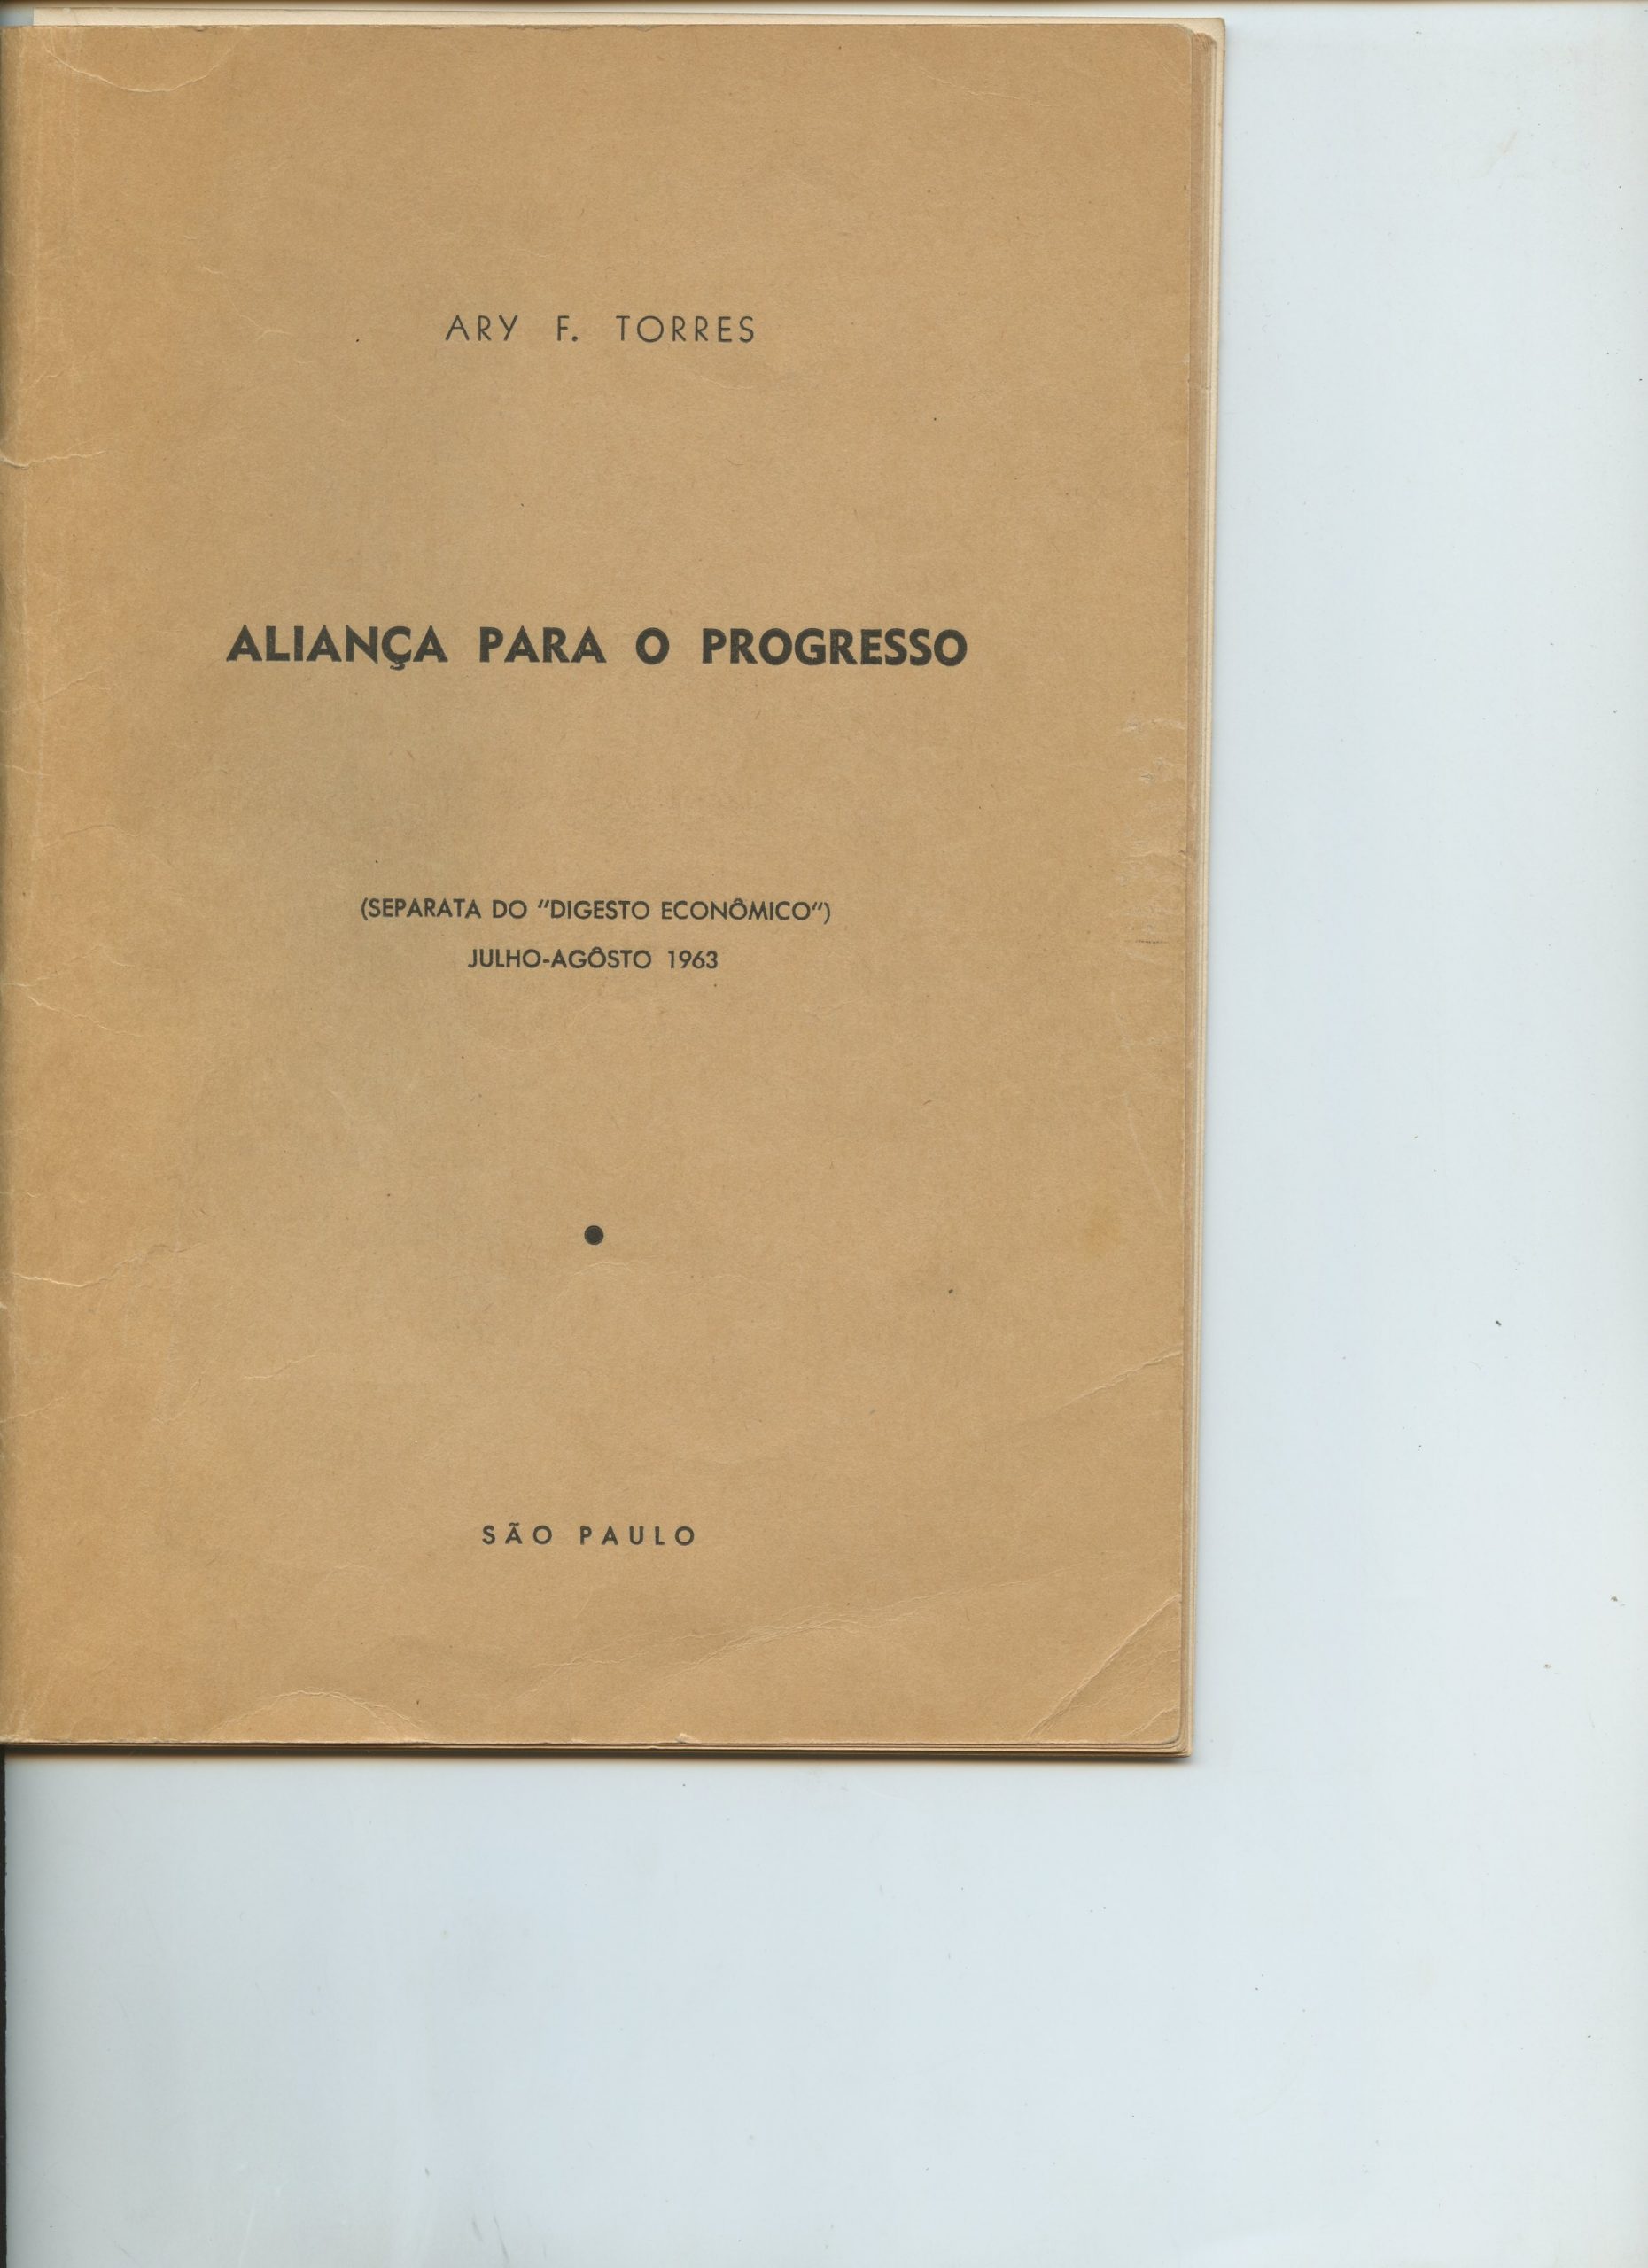 ARY F. TORRES
ALIANÇA PARA O PROGRESSO
(SEPARATA DO "DIGESTO ECONÔMICO")
JULHO-AGÔSTO 1963
SÃO PAULO